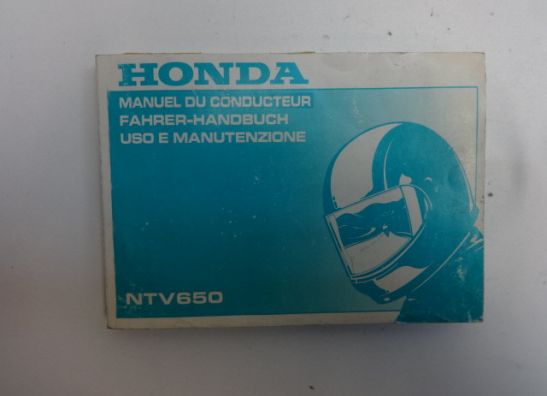 HONDA
MANUEL DU CONDUCTEUR
FAHRER-HANDBUCH
USO E MANUTENZIONE
NTV650